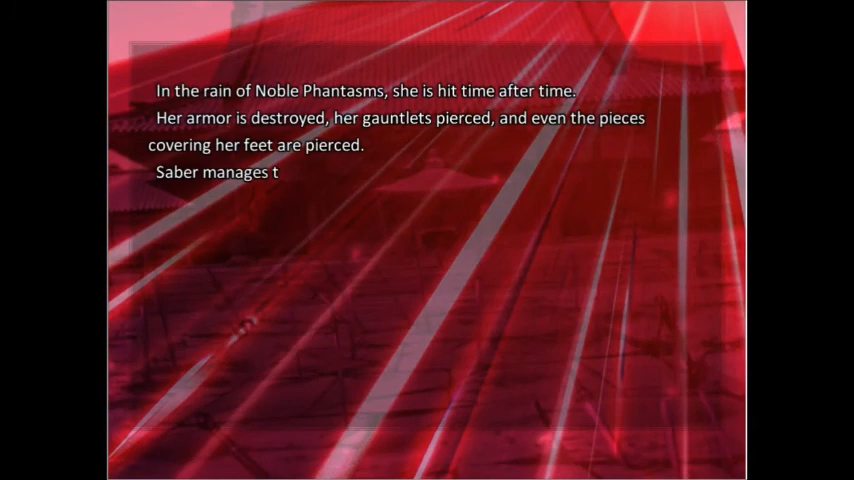 In the rain of Noble Phantasms, she is hit time after time.
Her armor is destroyed, her gauntlets pierced, and even the pieces
covering her feet are pierced.
Saber manages t